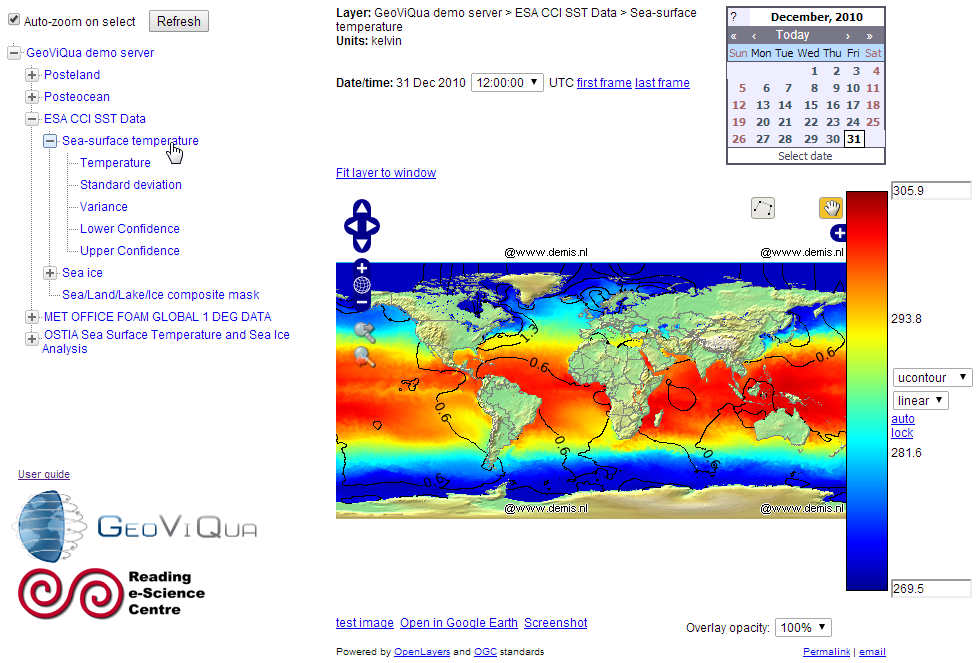 Auto-zoom on select Refresh
GeoViQua demo server
Posteland
Posteocean
ESA CCI SST Data
Sea-surface temperature
Temperature
Standard deviation
Variance
Lower Confidence
Upper Confidence
Sea ice
Sea/Land/Lake/Ice composite mask
MET OFFICE FOAM GLOBAL 1 DEG DATA
OSTIA Sea Surface Temperature and Sea Ice
Analysis
User guide
GEOVIQUA
Reading
e-Science
Centre
Layer: GeoViQua demo server > ESA CCI SST Data > Sea-surface
temperature
Units: kelvin
Date/time: 31 Dec 2010 12:00:00 UTC first frame last frame
? December, 2010
« ‹ Today › »
Sun Mon Tue Wed Thu Fri Sat
1 2 3 4
5 6 7 8 9 10 11
12 13 14 15 16 17 18
19 20 21 22 23 24 25
26 27 28 29 30 31
Select date
Fit layer to window
@www.demis.nl @www.demis.nl
0.6 0.6
0.6 0.6 0.6
@www.demis.nl @www.demis.nl
305.9
293.8
ucontour
linear
auto
lock
281.6
269.5
test image Open in Google Earth Screenshot
Overlay opacity: 100%
Powered by OpenLayers and OGC standards
Permalink | email